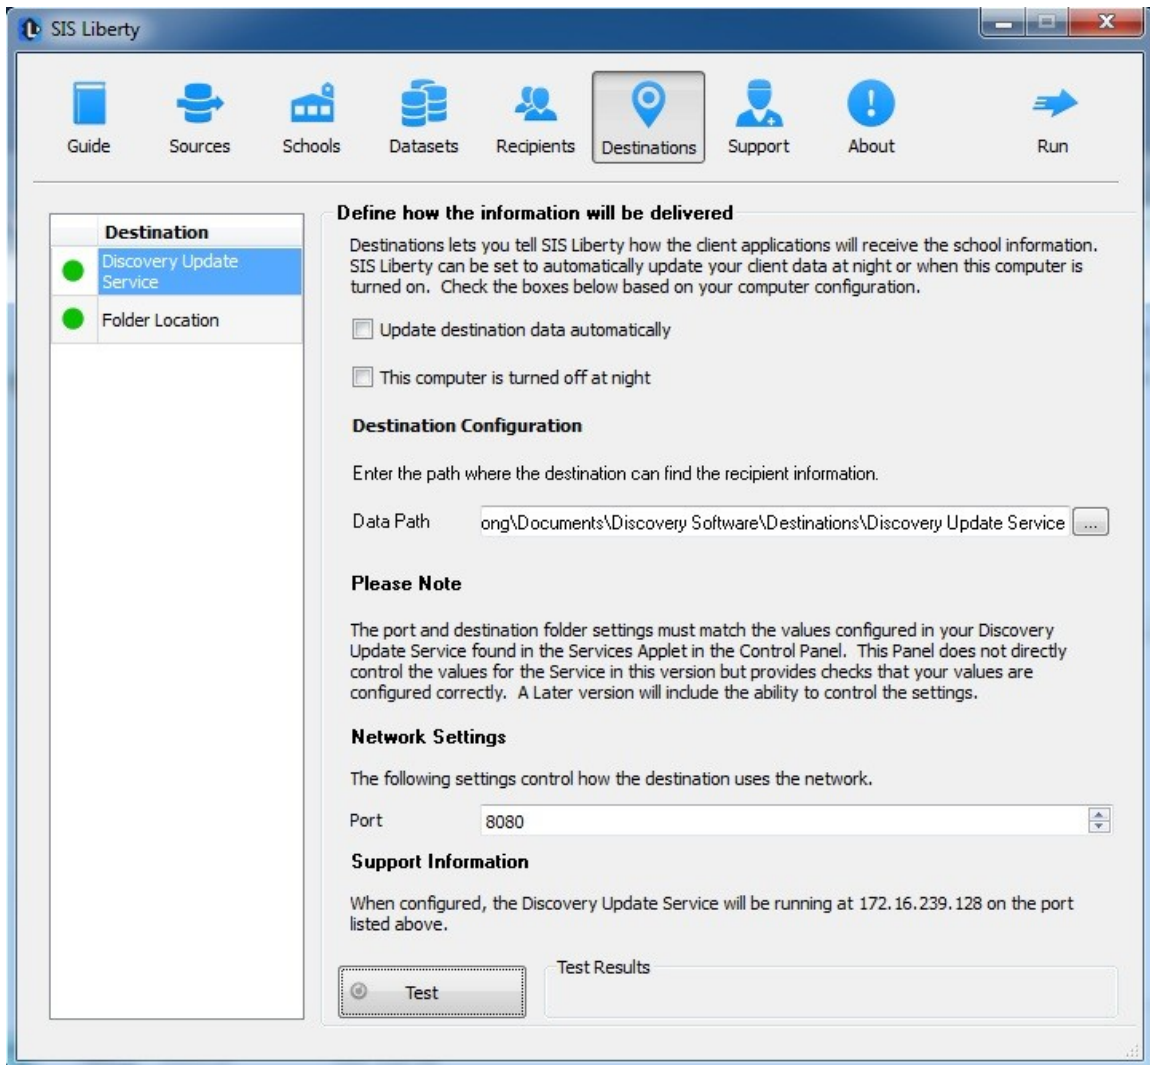 SIS Liberty
Guide
Sources
Schools
Datasets
Recipients
Destinations
Support
About
Run
Destination
Discovery Update
Service
Folder Location
Define how the information will be delivered
Destinations lets you tell SIS Liberty how the client applications will receive the school information.
SIS Liberty can be set to automatically update your client data at night or when this computer is
turned on. Check the boxes below based on your computer configuration.
Update destination data automatically
This computer is turned off at night
Destination Configuration
Enter the path where the destination can find the recipient information.
Data Path
ong\Documents\Discovery Software\Destinations\Discovery Update Service
...
Please Note
The port and destination folder settings must match the values configured in your Discovery
Update Service found in the Services Applet in the Control Panel. This Panel does not directly
control the values for the Service in this version but provides checks that your values are
configured correctly. A Later version will include the ability to control the settings.
Network Settings
The following settings control how the destination uses the network.
Port
8080
Support Information
When configured, the Discovery Update Service will be running at 172.16.239.128 on the port
listed above.
Test
Test Results